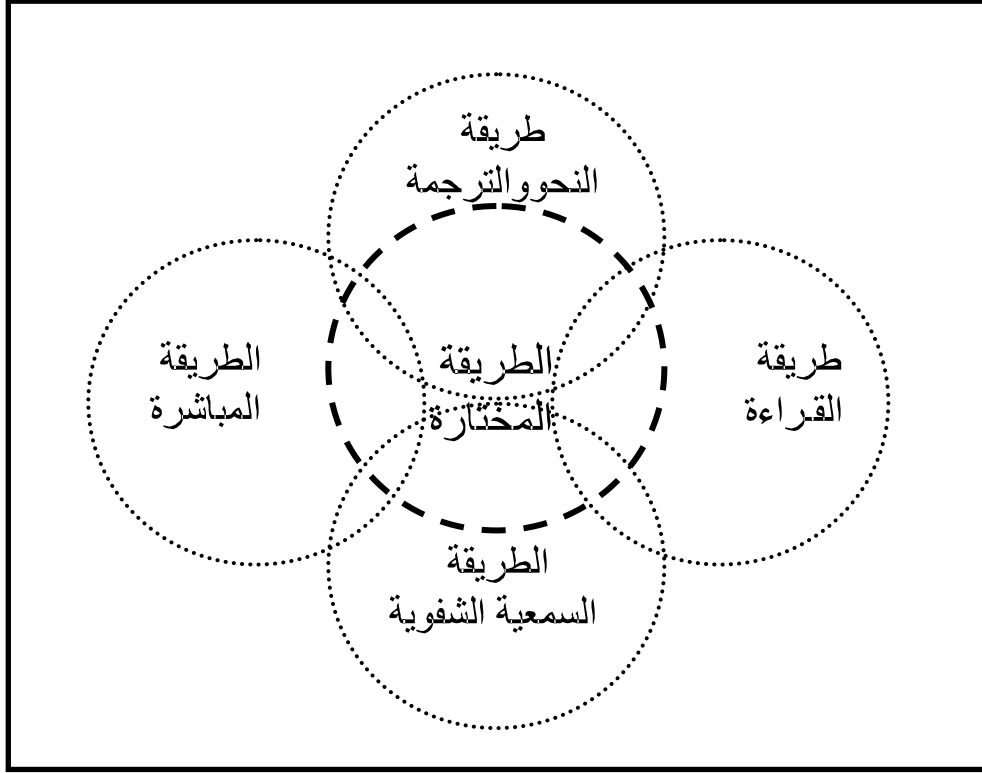 طريقة
النحووالترجمة
الطريقة
المباشرة
الطريقة
المختارة
طريقة
القراءة
الطريقة
السمعية الشفوية